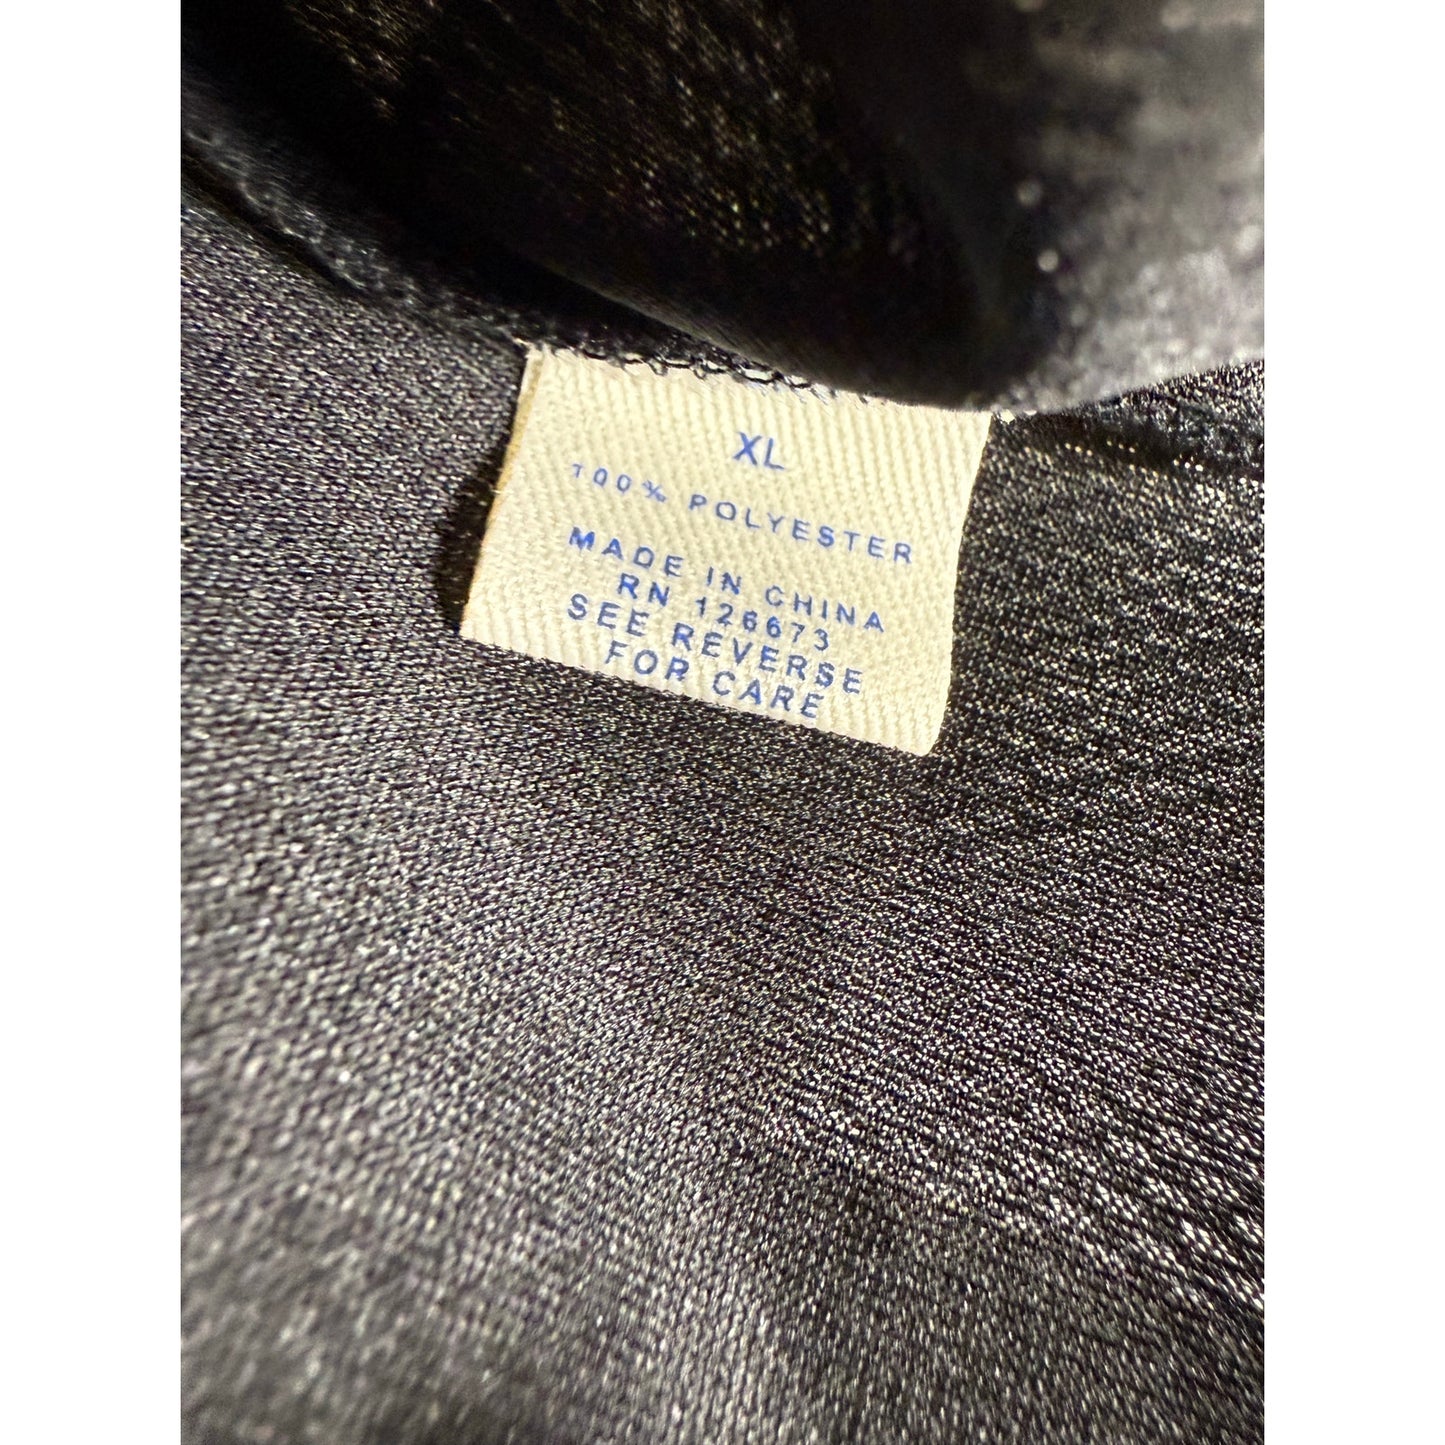 XL
100% POLYESTER
MADE IN CHINA
RN 126673
SEE REVERSE
FOR CARE